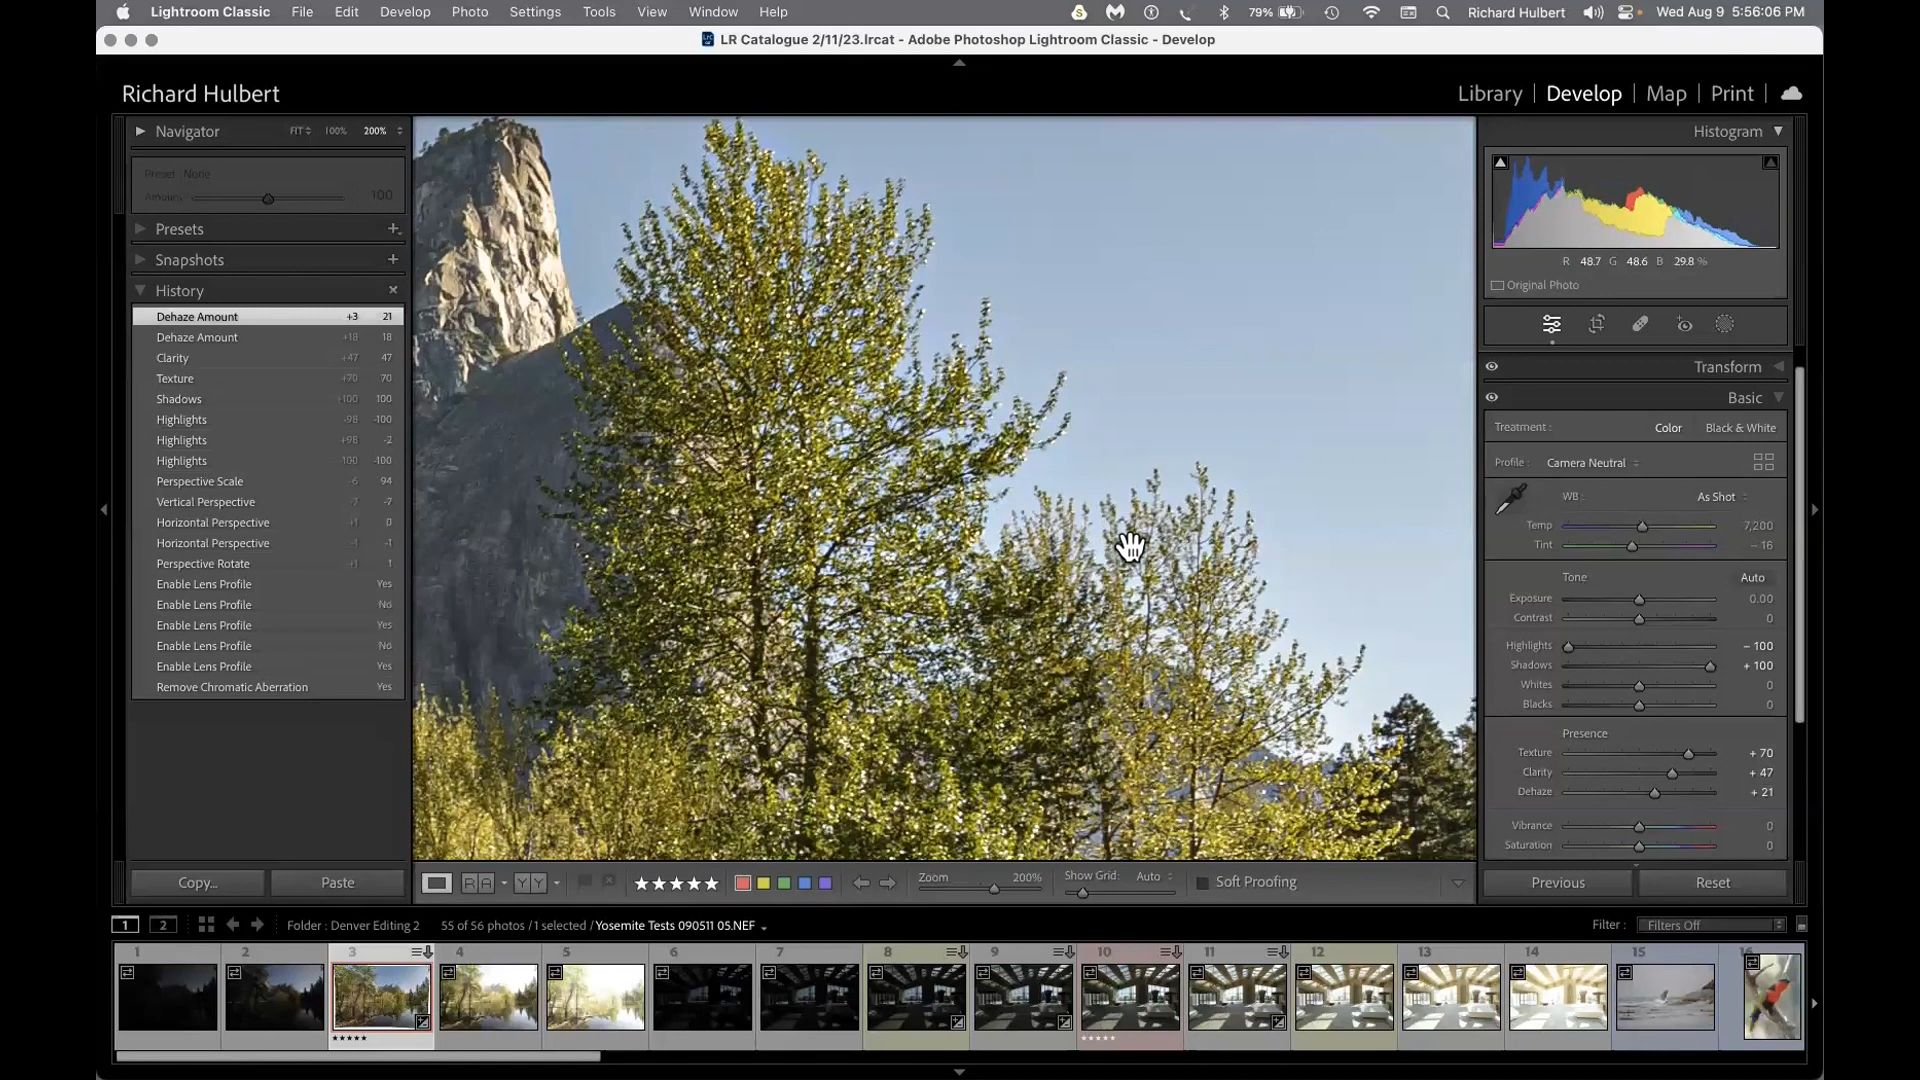 Lightroom Classic File Edit Develop Photo Settings Tools View Window Help 79% Richard Hulbert Wed Aug 9 5:56:06 PM
LR Catalogue 2/11/23.lrcat - Adobe Photoshop Lightroom Classic - Develop
Richard Hulbert Library Develop Map Print
Navigator FIT 100% 200%
Preset: None
Amount 100
Presets
Snapshots
History
Dehaze Amount +3 21
Dehaze Amount +18 18
Clarity +47 47
Texture +70 70
Shadows +100 100
Highlights -98 -100
Highlights +98 -2
Highlights -100 -100
Perspective Scale -6 94
Vertical Perspective -7 -7
Horizontal Perspective +1 0
Horizontal Perspective -1 -1
Perspective Rotate +1 1
Enable Lens Profile Yes
Enable Lens Profile No
Enable Lens Profile Yes
Enable Lens Profile No
Enable Lens Profile Yes
Remove Chromatic Aberration Yes
Copy... Paste
Histogram
R 48.7 G 48.6 B 29.8 %
Original Photo
Transform
Basic
Treatment: Color Black & White
Profile: Camera Neutral
WB: As Shot
Temp 7,200
Tint – 16
Tone Auto
Exposure 0.00
Contrast 0
Highlights – 100
Shadows + 100
Whites 0
Blacks 0
Presence
Texture + 70
Clarity + 47
Dehaze + 21
Vibrance 0
Saturation 0
Previous Reset
R A Y Y Zoom 200% Show Grid: Auto Soft Proofing
1 2 Folder : Denver Editing 2 55 of 56 photos / 1 selected / Yosemite Tests 090511 05.NEF Filter : Filters Off
1 2 3 4 5 6 7 8 9 10 11 12 13 14 15 16